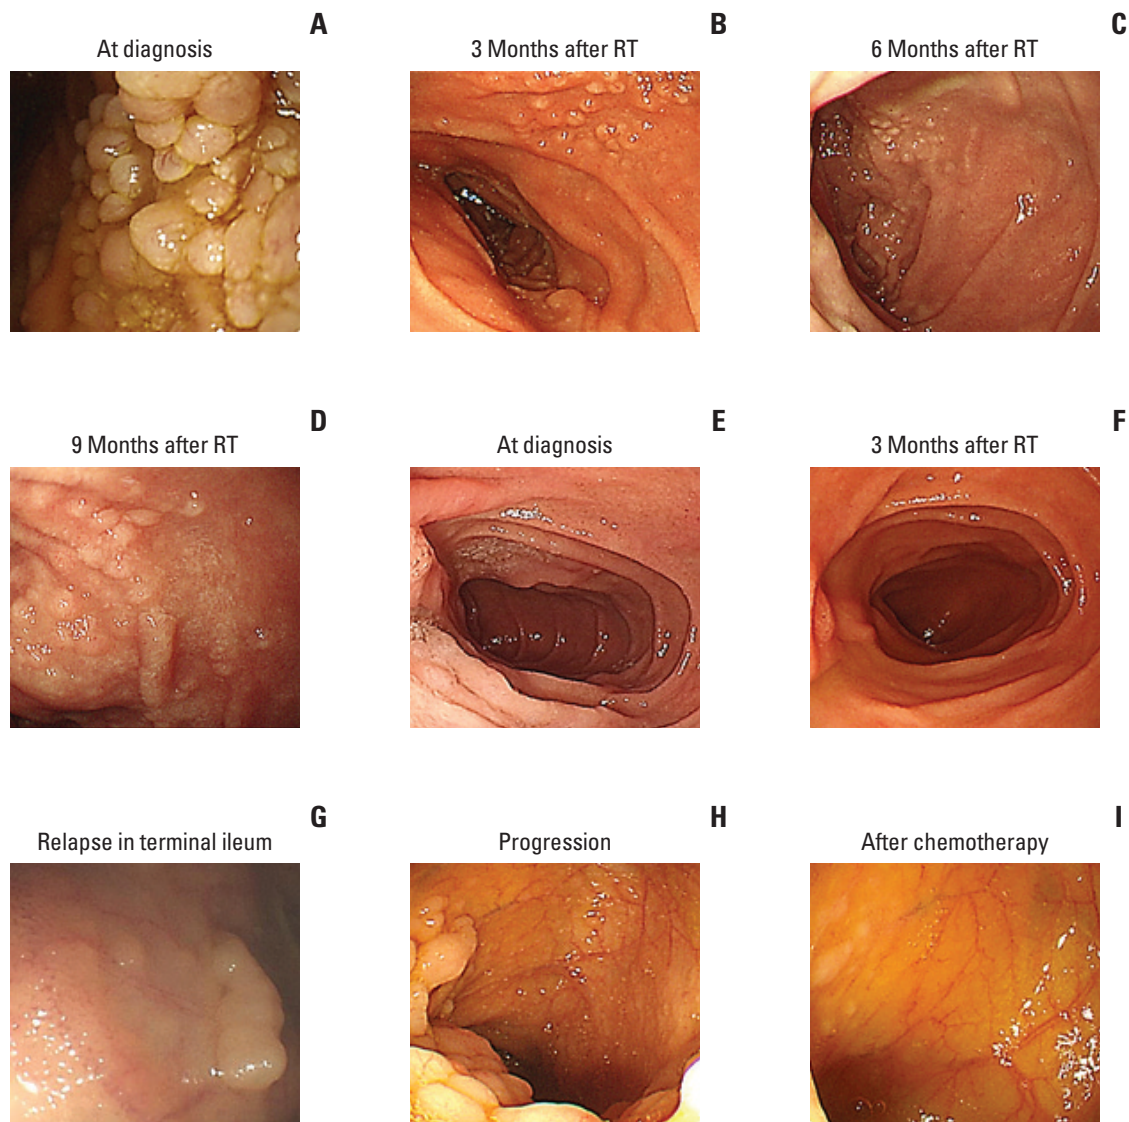 A
At diagnosis
B
3 Months after RT
C
6 Months after RT
D
9 Months after RT
E
At diagnosis
F
3 Months after RT
G
Relapse in terminal ileum
H
Progression
I
After chemotherapy